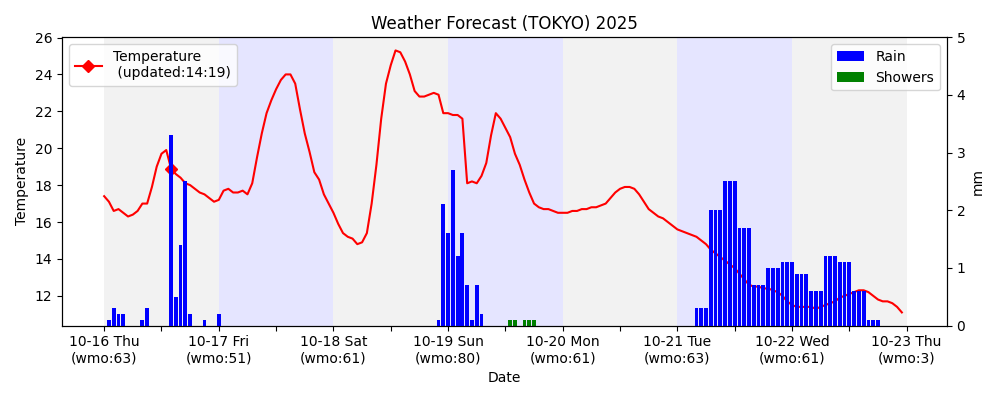 Weather Forecast (TOKYO) 2025
Temperature
(updated:14:19)
Rain
Showers
26
24
22
20
18
16
14
12
Temperature
5
4
3
2
1
0
mm
10-16 Thu
(wmo:63)
10-17 Fri
(wmo:51)
10-18 Sat
(wmo:61)
10-19 Sun
(wmo:80)
10-20 Mon
(wmo:61)
10-21 Tue
(wmo:63)
10-22 Wed
(wmo:61)
10-23 Thu
(wmo:3)
Date